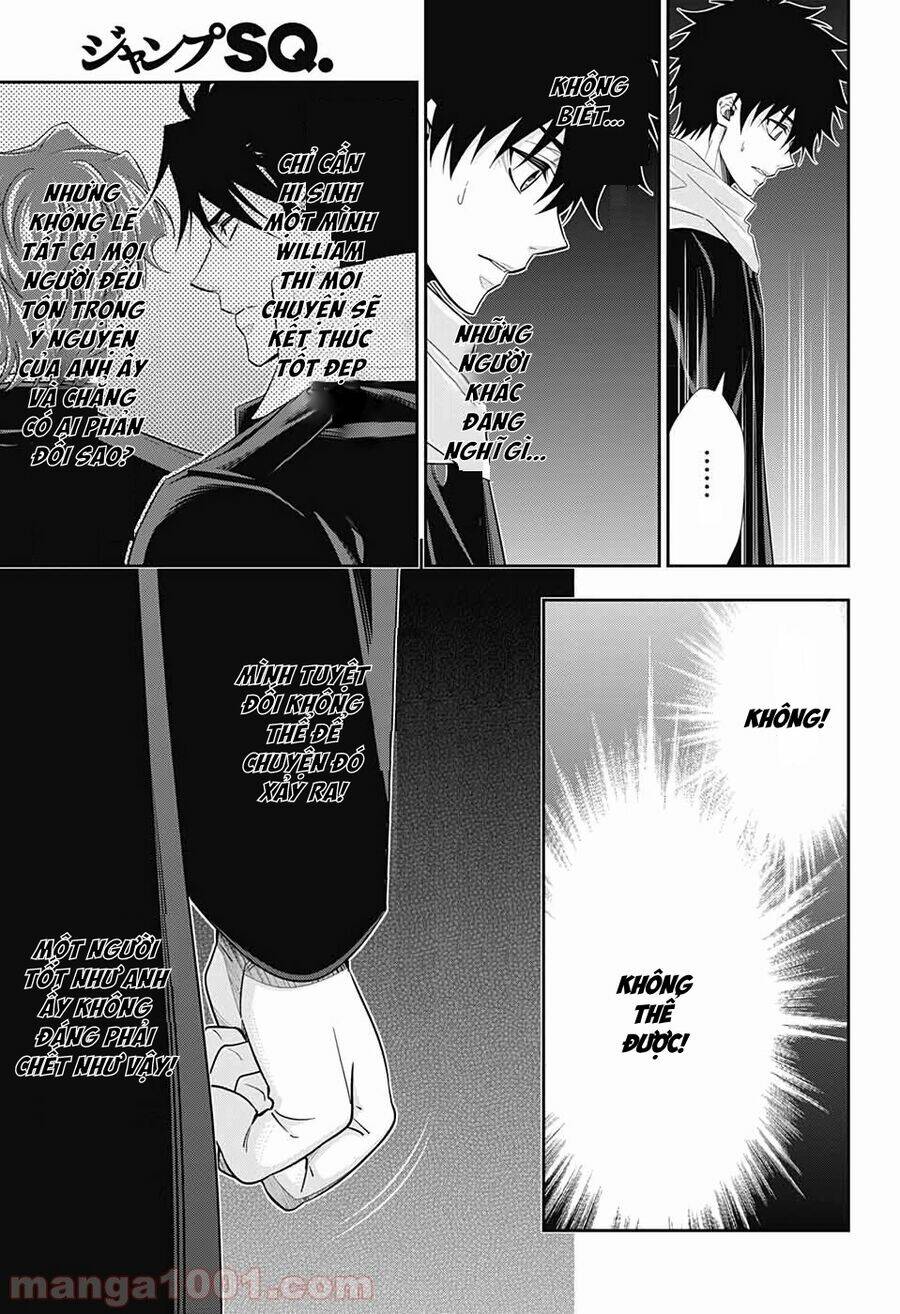 ジャンプSQ.
.......
KHÔNG
BIẾT...
NHỮNG
NGƯỜI
KHÁC
ĐANG
NGHĨ GÌ...
CHỈ CẦN
HI SINH
MỘT MÌNH
WILLIAM
THÌ MỌI
CHUYỆN SẼ
KẾT THÚC
TỐT ĐẸP
NHƯNG
KHÔNG LẼ
TẤT CẢ MỌI
NGƯỜI ĐỀU
TÔN TRỌNG
Ý NGUYỆN
CỦA ANH ẤY
VÀ CHẲNG
CÓ AI PHẢN
ĐỐI SAO?
KHÔNG!
KHÔNG
THỂ
ĐƯỢC!
MÌNH TUYỆT
ĐỐI KHÔNG
THỂ ĐỂ
CHUYỆN ĐÓ
XẢY RA!
MỘT NGƯỜI
TỐT NHƯ ANH
ẤY KHÔNG
ĐÁNG PHẢI
CHẾT NHƯ VẬY!
manga1001.com